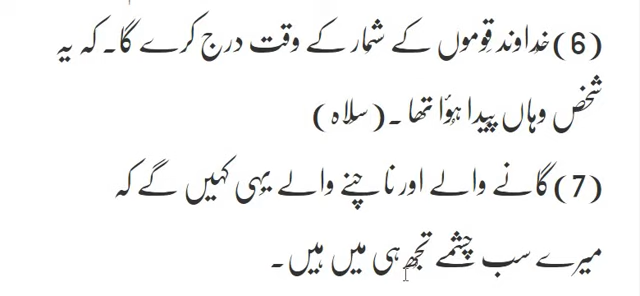 (6) خداوند قوموں کے شمار کے وقت درج کرے گا۔ کہ یہ
شخص وہاں پیدا ہؤا تھا ۔ ( سلاہ )
(7) گانے والے اور ناچنے والے یہی کہیں گے کہ
میرے سب چشمے تجھ ہی میں ہیں۔